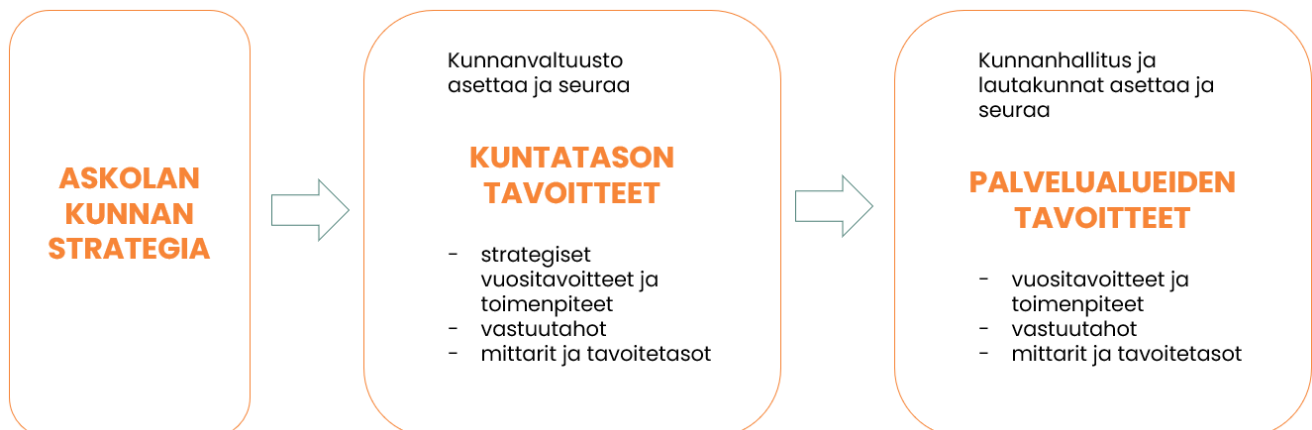 ASKOLAN
KUNNAN
STRATEGIA
Kunnanvaltuusto
asettaa ja seuraa
KUNTATASON
TAVOITTEET
- strategiset
vuositavoitteet ja
toimenpiteet
- vastuutahot
- mittarit ja tavoitetasot
Kunnanhallitus ja
lautakunnat asettaa ja
seuraa
PALVELUALUEIDEN
TAVOITTEET
- vuositavoitteet ja
toimenpiteet
- vastuutahot
- mittarit ja tavoitetasot